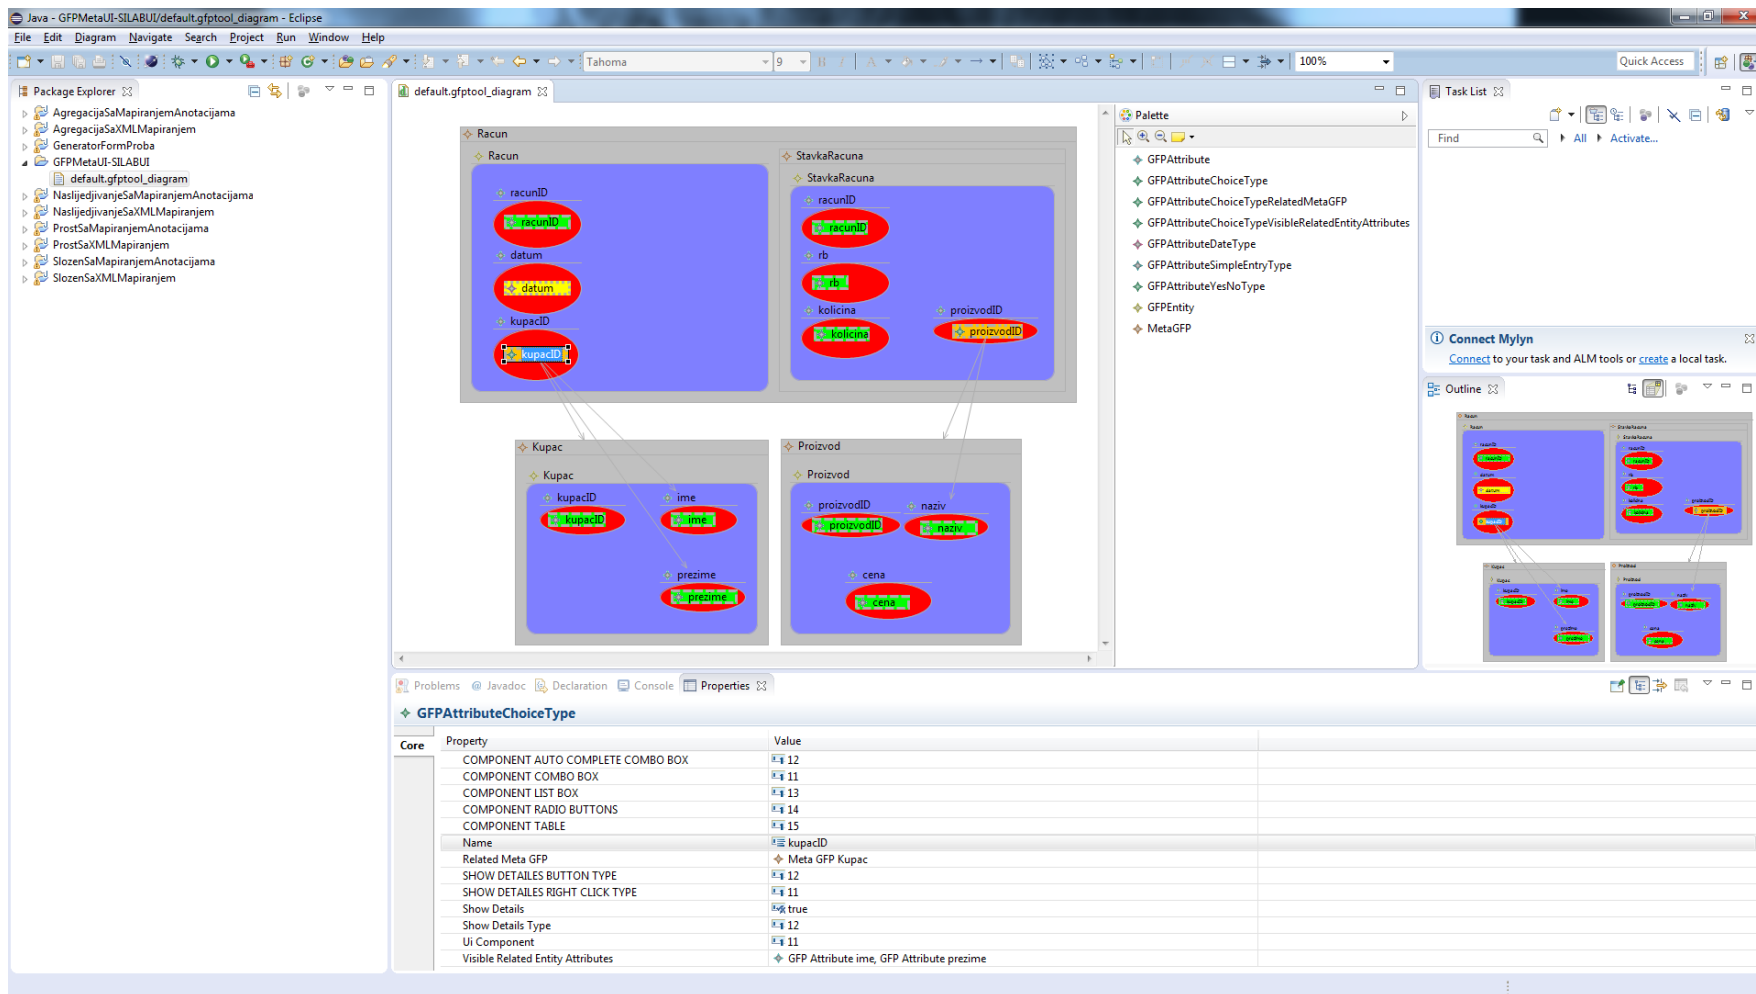 Java - GFPMetaUI-SILABUI/default.gfptool_diagram - Eclipse
File Edit Diagram Navigate Search Project Run Window Help
Tahoma 9 B I A 100% Quick Access
Package Explorer
AgregacijaSaMapiranjemAnotacijama
AgregacijaSaXMLMapiranjem
GeneratorFormProba
GFPMetaUI-SILABUI
default.gfptool_diagram
NaslijedjivanjeSaMapiranjemAnotacijama
NaslijedjivanjeSaXMLMapiranjem
ProstSaMapiranjemAnotacijama
ProstSaXMLMapiranjem
SlozenSaMapiranjemAnotacijama
SlozenSaXMLMapiranjem
default.gfptool_diagram
Racun
Racun
racunID
racunID
datum
datum
kupacID
kupacID
StavkaRacuna
StavkaRacuna
racunID
racunID
rb
rb
kolicina
kolicina
proizvodID
proizvodID
Kupac
Kupac
kupacID
kupacID
ime
ime
prezime
prezime
Proizvod
Proizvod
proizvodID
proizvodID
naziv
naziv
cena
cena
Palette
GFPAttribute
GFPAttributeChoiceType
GFPAttributeChoiceTypeRelatedMetaGFP
GFPAttributeChoiceTypeVisibleRelatedEntityAttributes
GFPAttributeDateType
GFPAttributeSimpleEntryType
GFPAttributeYesNoType
GFPEntity
MetaGFP
Task List
Find All Activate...
Connect Mylyn
Connect to your task and ALM tools or create a local task.
Outline
Problems @ Javadoc Declaration Console Properties
GFPAttributeChoiceType
Core
Property Value
COMPONENT AUTO COMPLETE COMBO BOX 12
COMPONENT COMBO BOX 11
COMPONENT LIST BOX 13
COMPONENT RADIO BUTTONS 14
COMPONENT TABLE 15
Name kupacID
Related Meta GFP Meta GFP Kupac
SHOW DETAILES BUTTON TYPE 12
SHOW DETAILES RIGHT CLICK TYPE 11
Show Details true
Show Details Type 12
Ui Component 11
Visible Related Entity Attributes GFP Attribute ime, GFP Attribute prezime